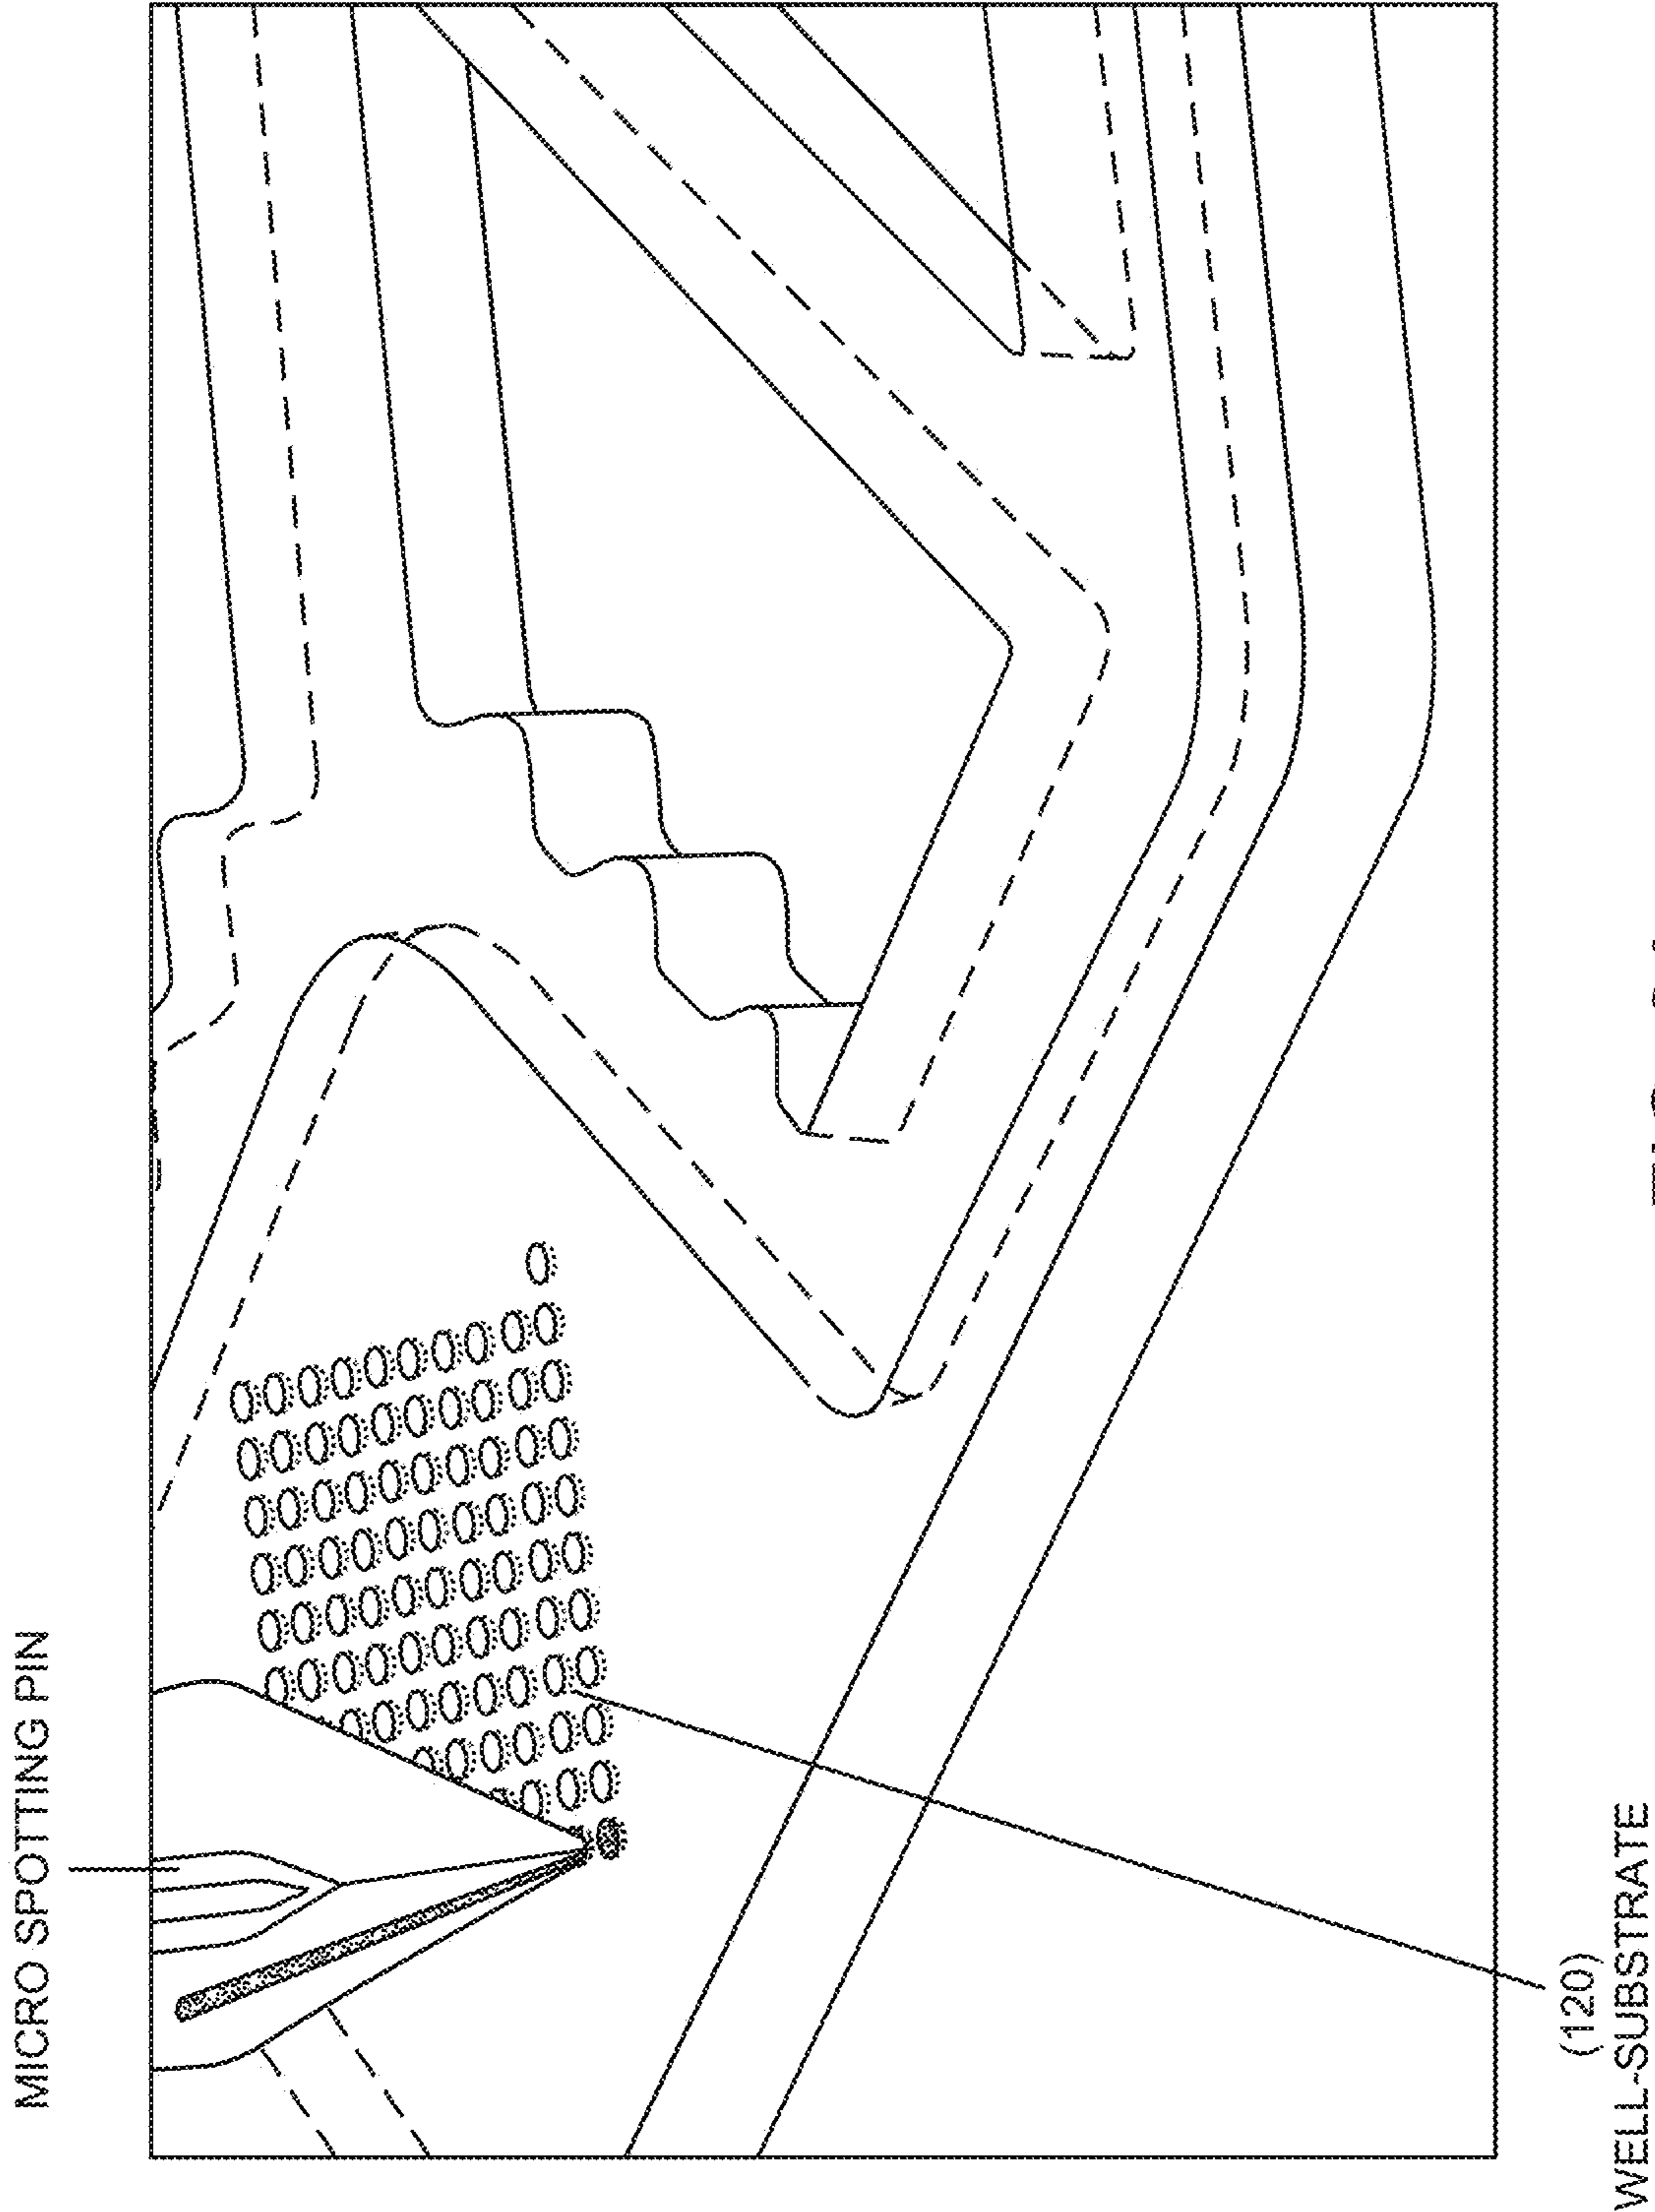 MICRO SPOTTING PIN
(120)
WELL-SUBSTRATE